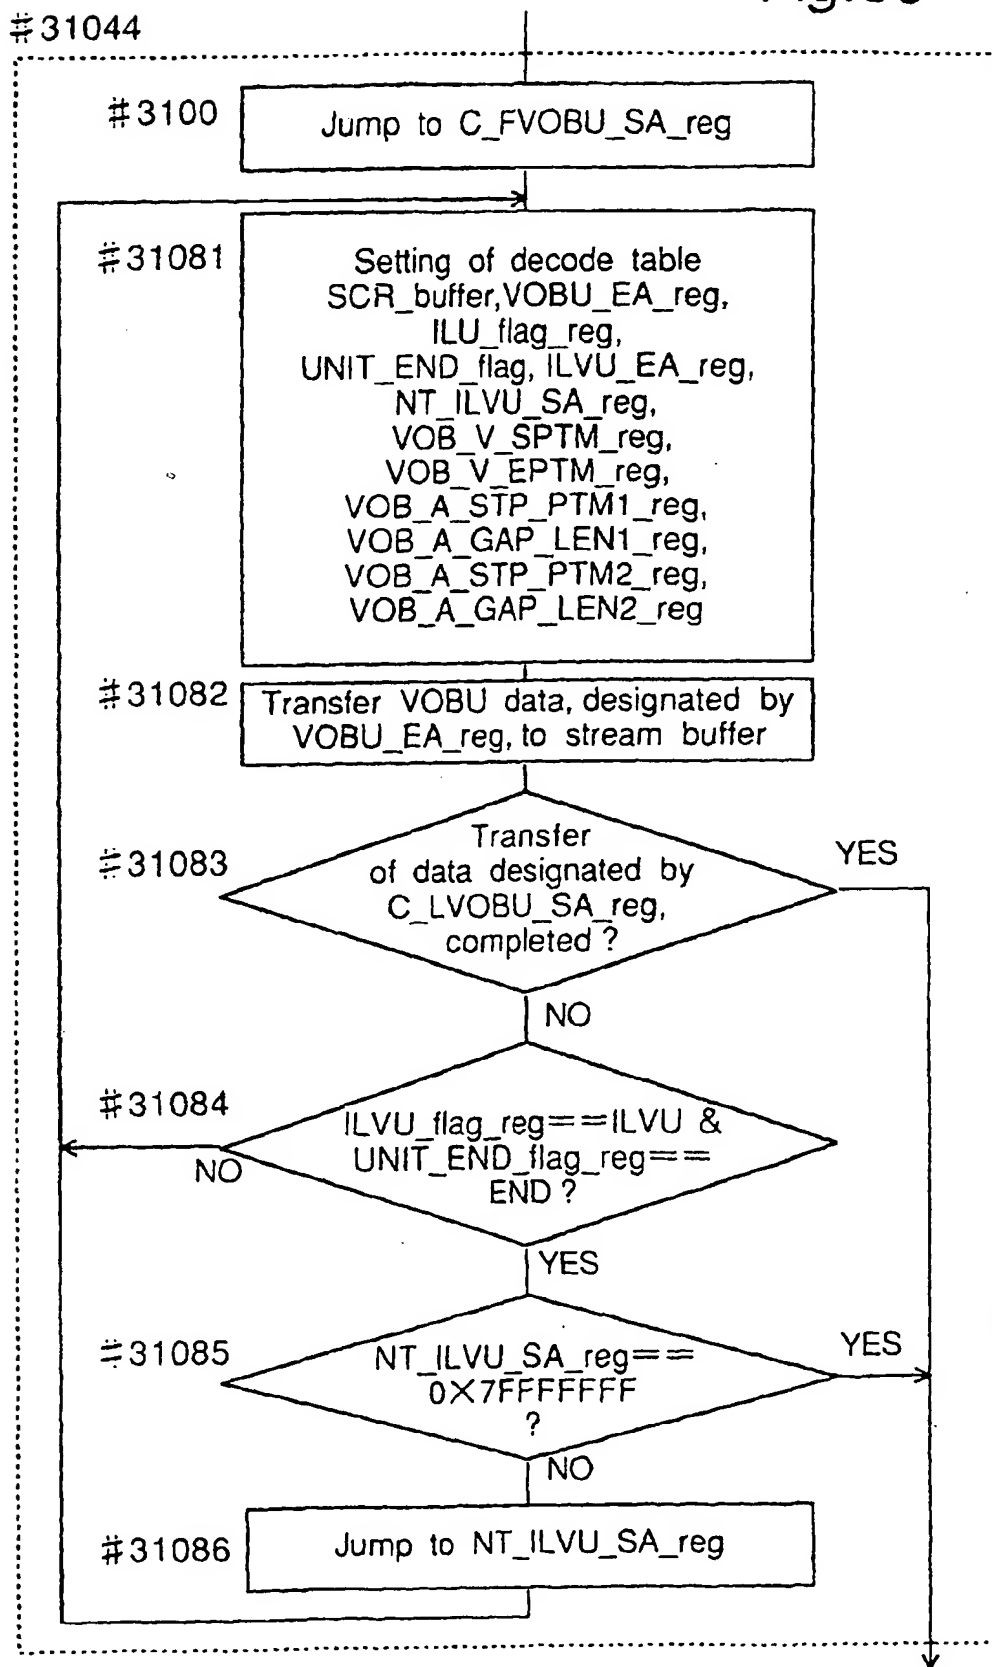 #31044
#3100
Jump to C_FVOBU_SA_reg
#31081
Setting of decode table
SCR_buffer,VOBU_EA_reg,
ILU_flag_reg,
UNIT_END_flag, ILVU_EA_reg,
NT_ILVU_SA_reg,
VOB_V_SPTM_reg,
VOB_V_EPTM_reg,
VOB_A_STP_PTM1_reg,
VOB_A_GAP_LEN1_reg,
VOB_A_STP_PTM2_reg,
VOB_A_GAP_LEN2_reg
#31082
Transfer VOBU data, designated by
VOBU_EA_reg, to stream buffer
#31083
Transfer
of data designated by
C_LVOBU_SA_reg,
completed ?
YES
NO
#31084
ILVU_flag_reg==ILVU &
UNIT_END_flag_reg==
END ?
NO
YES
#31085
NT_ILVU_SA_reg==
0X7FFFFFFF
?
YES
NO
#31086
Jump to NT_ILVU_SA_reg